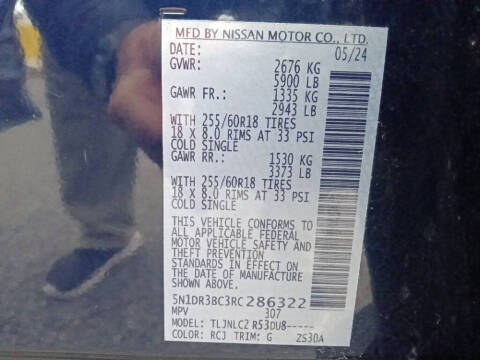 MFD BY NISSAN MOTOR CO., LTD.
DATE: 05/24
GVWR: 2676 KG
5900 LB
GAWR FR.: 1335 KG
2943 LB
WITH 255/60R18 TIRES
18 X 8.0 RIMS AT 33 PSI
COLD SINGLE
GAWR RR.: 1530 KG
3373 LB
WITH 255/60R18 TIRES
18 X 8.0 RIMS AT 33 PSI
COLD SINGLE
THIS VEHICLE CONFORMS TO
ALL APPLICABLE FEDERAL
MOTOR VEHICLE SAFETY AND
THEFT PREVENTION
STANDARDS IN EFFECT ON
THE DATE OF MANUFACTURE
SHOWN ABOVE.
5N1DR3BC3RC286322
MPV 307
MODEL: TLJNLC2 R53DU8-----
COLOR: RCJ TRIM: G ZS30A